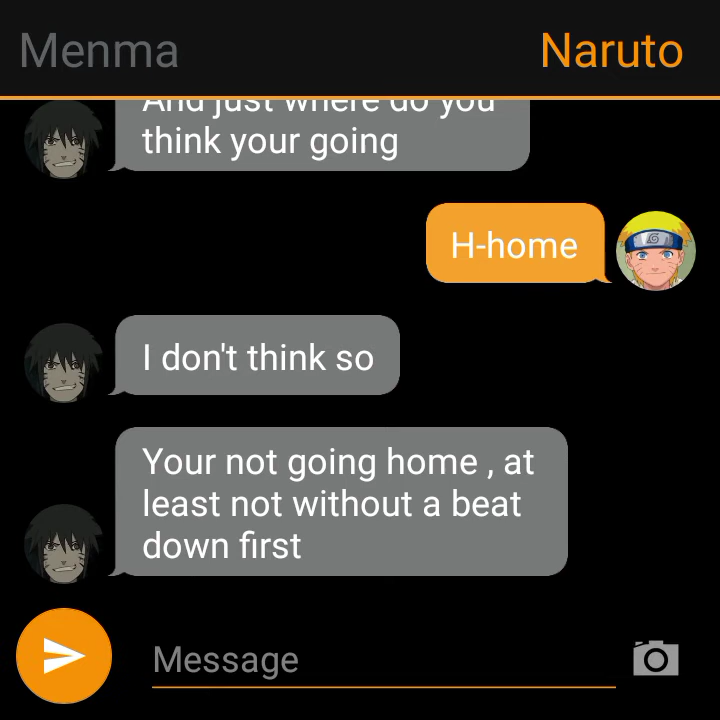 Menma
Naruto
And just where do you
think your going
H-home
I don't think so
Your not going home , at
least not without a beat
down first
Message